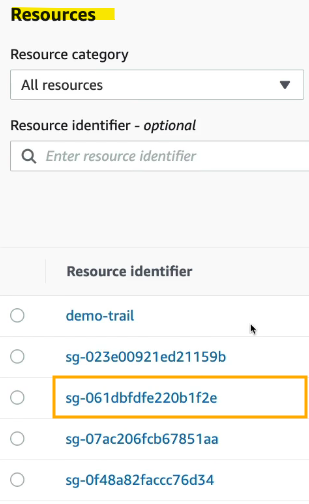 Resources
Resource category
All resources
Resource identifier - optional
Enter resource identifier
Resource identifier
demo-trail
sg-023e00921ed21159b
sg-061dbfdfe220b1f2e
sg-07ac206fcb67851aa
sg-0f48a82faccc76d34